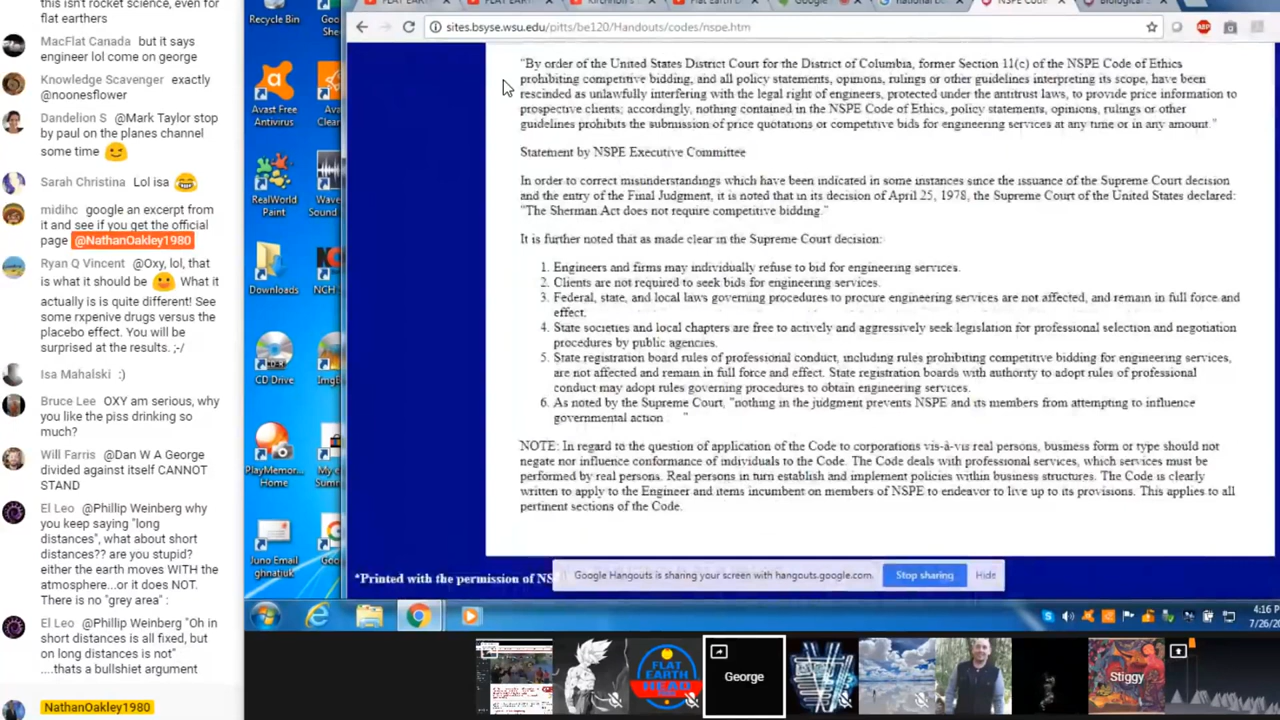 this isn't rocket science, even for
flat earthers
MacFlat Canada but it says
engineer lol come on george
Knowledge Scavenger exactly
@noonesflower
Dandelion S @Mark Taylor stop
by paul on the planes channel
some time
Sarah Christina Lol isa
midihc google an excerpt from
it and see if you get the official
page @NathanOakley1980
Ryan Q Vincent @Oxy, lol, that
is what it should be What it
actually is is quite different! See
some rxpenive drugs versus the
placebo effect. You will be
surprised at the results. ;-/
Isa Mahalski :)
Bruce Lee OXY am serious, why
you like the piss drinking so
much?
Will Farris @Dan W A George
divided against itself CANNOT
STAND
El Leo @Phillip Weinberg why
you keep saying "long
distances", what about short
distances?? are you stupid?
either the earth moves WITH the
atmosphere...or it does NOT.
There is no "grey area" :
El Leo @Phillip Weinberg "Oh in
short distances is all fixed, but
on long distances is not"
....thats a bullshiet argument
NathanOakley1980
Recycle Bin
Avast Free
Antivirus
RealWorld
Paint
Wave
Sound
Downloads
NCH
CD Drive
ImgB
PlayMemor...
Home
My e
Juno Email
ghnatiuk
Goo
FLAT EARTH
Google
NSPE Code
Biological S
sites.bsyse.wsu.edu/pitts/be120/Handouts/codes/nspe.htm
ABP
"By order of the United States District Court for the District of Columbia, former Section 11(c) of the NSPE Code of Ethics
prohibiting competitive bidding, and all policy statements, opinions, rulings or other guidelines interpreting its scope, have been
rescinded as unlawfully interfering with the legal right of engineers, protected under the antitrust laws, to provide price information to
prospective clients; accordingly, nothing contained in the NSPE Code of Ethics, policy statements, opinions, rulings or other
guidelines prohibits the submission of price quotations or competitive bids for engineering services at any time or in any amount."
Statement by NSPE Executive Committee
In order to correct misunderstandings which have been indicated in some instances since the issuance of the Supreme Court decision
and the entry of the Final Judgment, it is noted that in its decision of April 25, 1978, the Supreme Court of the United States declared:
"The Sherman Act does not require competitive bidding."
It is further noted that as made clear in the Supreme Court decision:
1. Engineers and firms may individually refuse to bid for engineering services.
2. Clients are not required to seek bids for engineering services.
3. Federal, state, and local laws governing procedures to procure engineering services are not affected, and remain in full force and
effect.
4. State societies and local chapters are free to actively and aggressively seek legislation for professional selection and negotiation
procedures by public agencies.
5. State registration board rules of professional conduct, including rules prohibiting competitive bidding for engineering services,
are not affected and remain in full force and effect. State registration boards with authority to adopt rules of professional
conduct may adopt rules governing procedures to obtain engineering services.
6. As noted by the Supreme Court, "nothing in the judgment prevents NSPE and its members from attempting to influence
governmental action "
NOTE: In regard to the question of application of the Code to corporations vis-à-vis real persons, business form or type should not
negate nor influence conformance of individuals to the Code. The Code deals with professional services, which services must be
performed by real persons. Real persons in turn establish and implement policies within business structures. The Code is clearly
written to apply to the Engineer and items incumbent on members of NSPE to endeavor to live up to its provisions. This applies to all
pertinent sections of the Code.
*Printed with the permission of NS
Google Hangouts is sharing your screen with hangouts.google.com.
Stop sharing
Hide
4:16 P
7/26/20
FLAT
EARTH
HEAD
George
Stiggy